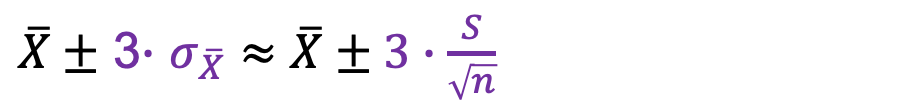 X̄ ± 3· σ_X̄ ≈ X̄ ± 3 · S/√n